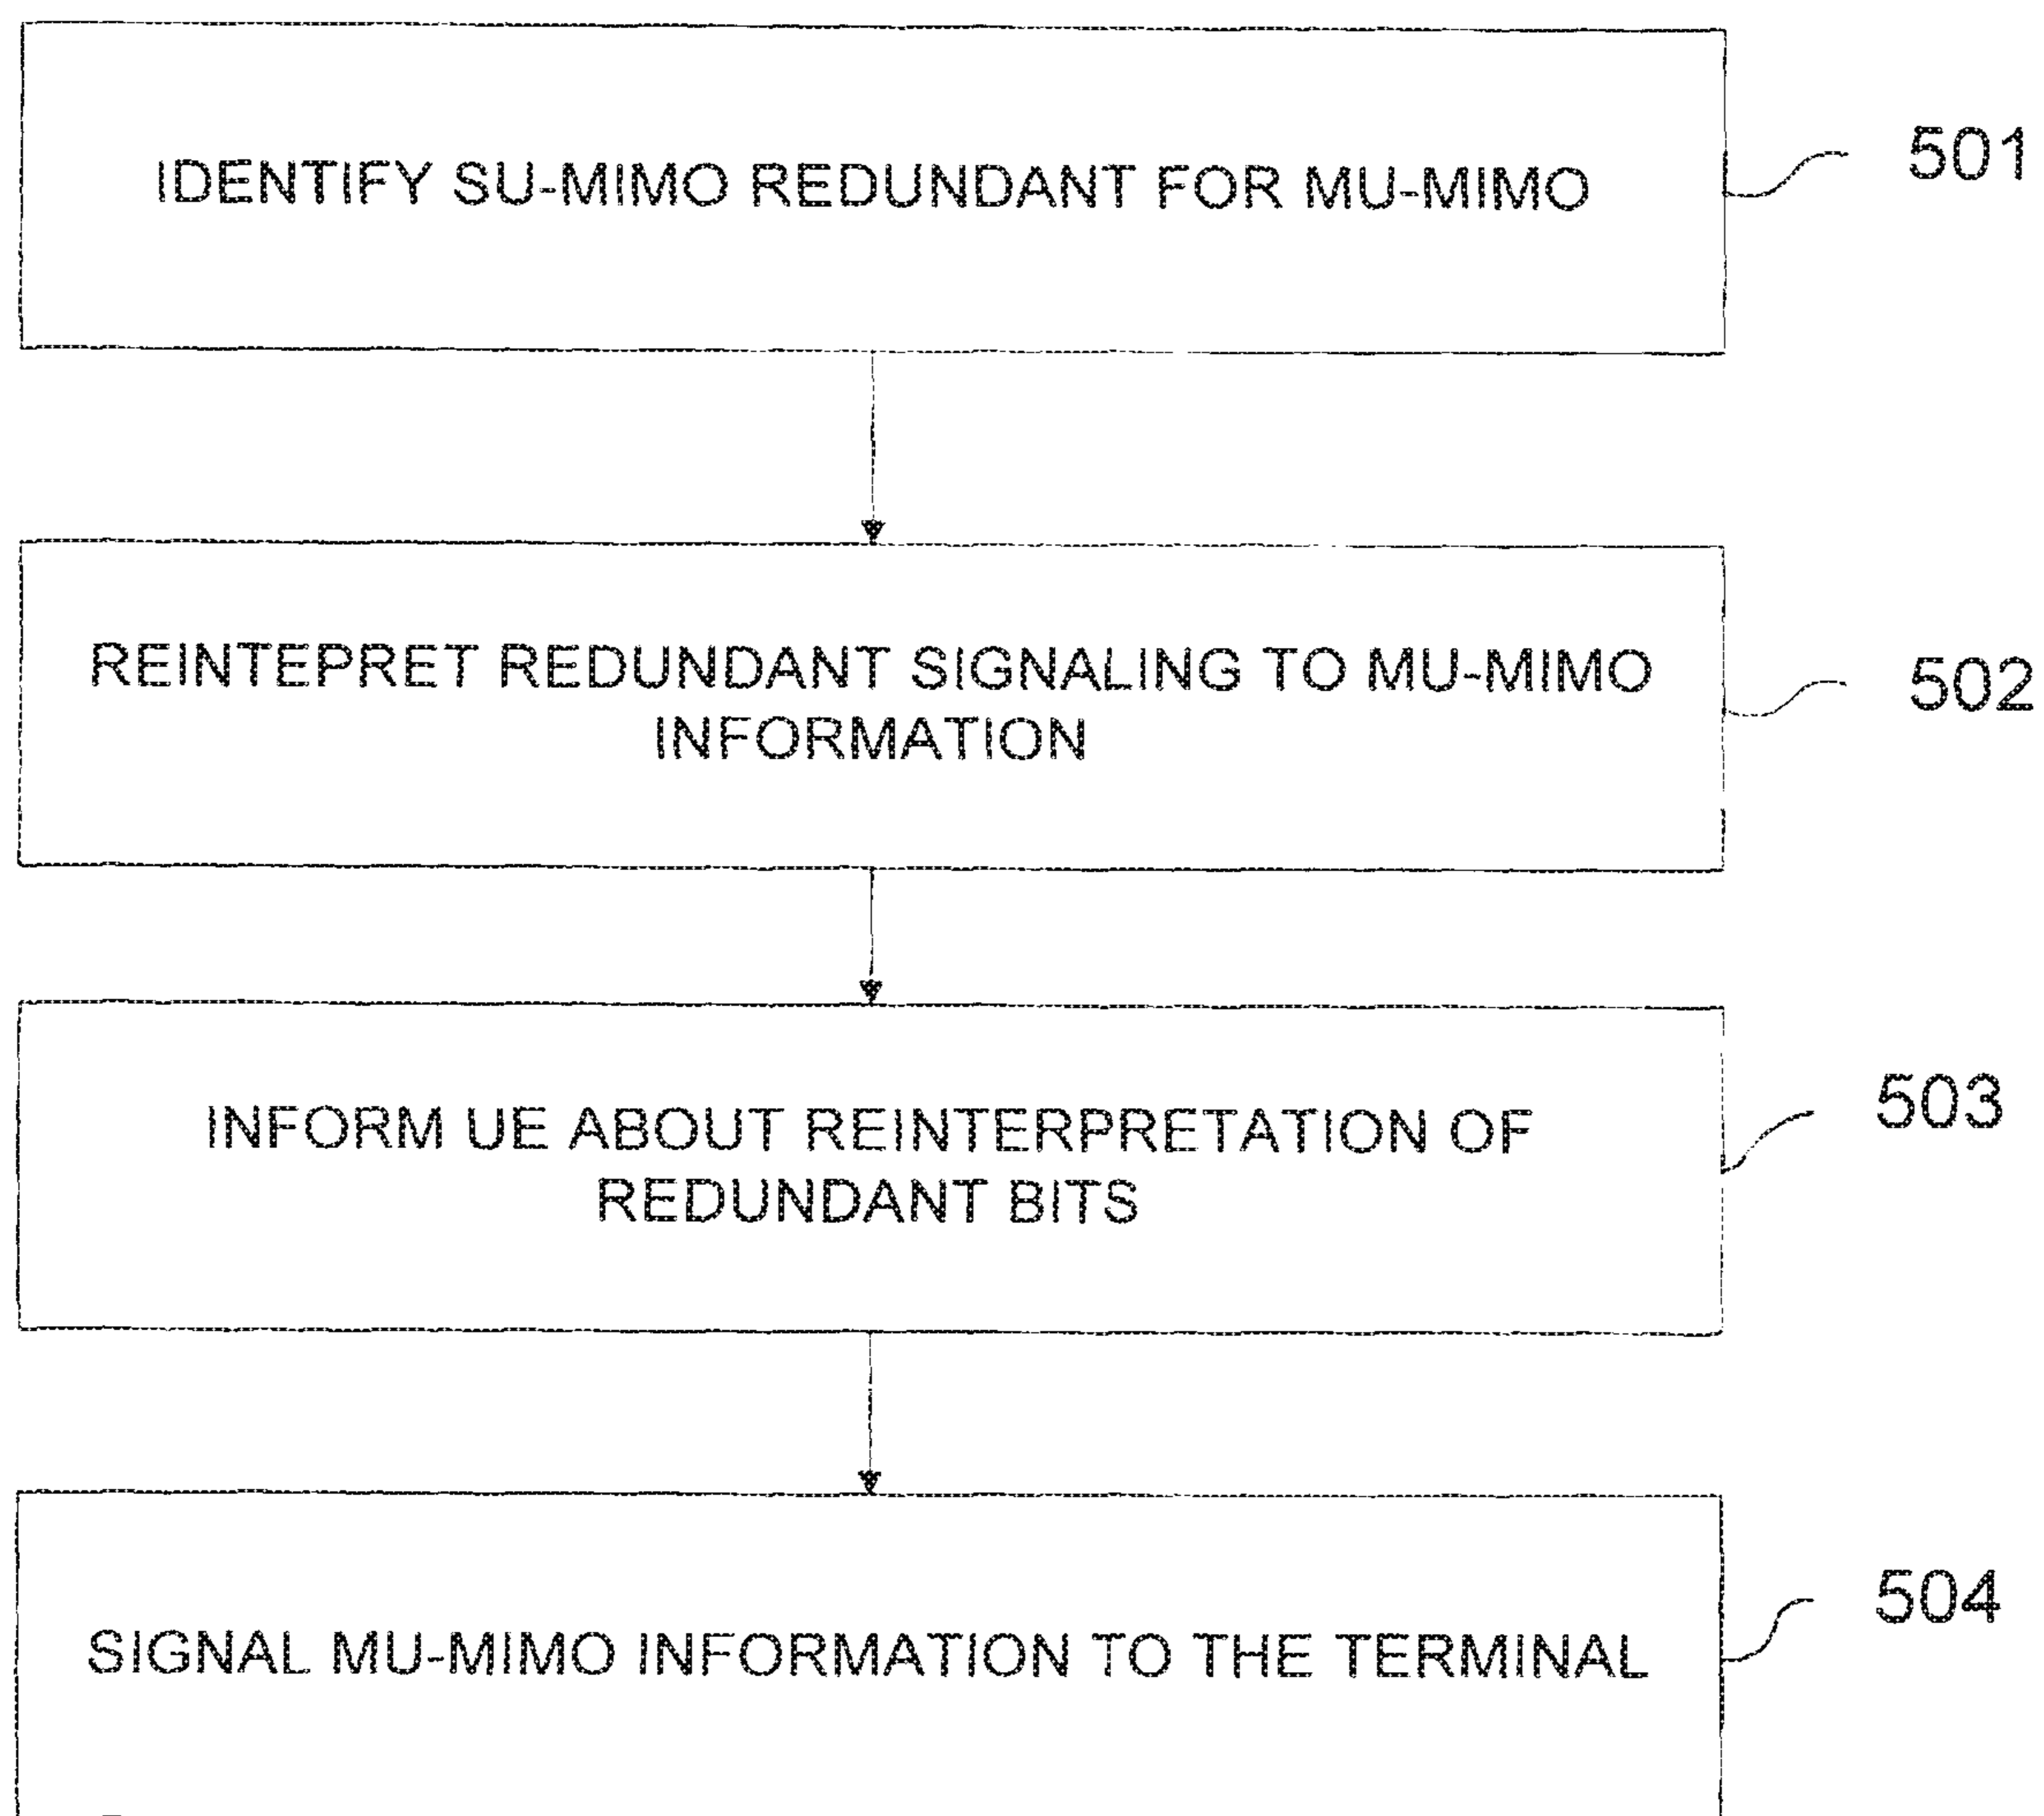 IDENTIFY SU-MIMO REDUNDANT FOR MU-MIMO
501
REINTEPRET REDUNDANT SIGNALING TO MU-MIMO
INFORMATION
502
INFORM UE ABOUT REINTERPRETATION OF
REDUNDANT BITS
503
SIGNAL MU-MIMO INFORMATION TO THE TERMINAL
504